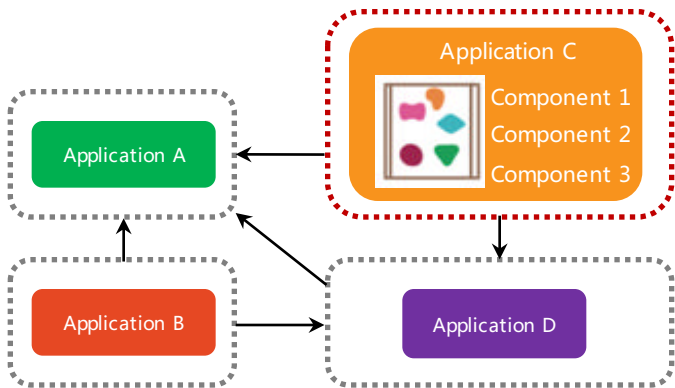 Application C
Component 1
Component 2
Component 3
Application A
Application B
Application D